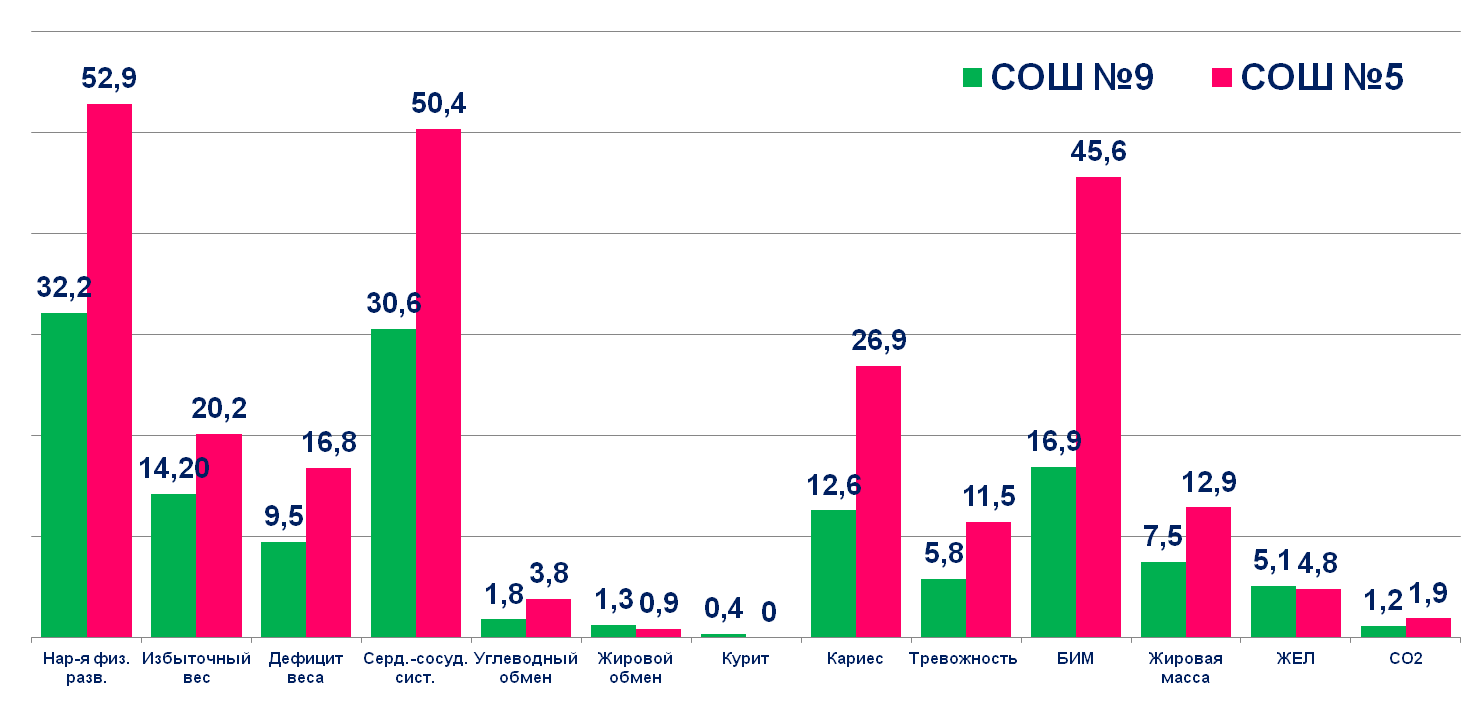 СОШ №9 СОШ №5
52,9
50,4
45,6
32,2
30,6
26,9
20,2
16,8
14,20
9,5
12,6
11,5
16,9
12,9
1,8
3,8
1,3
0,9
0,4
0
5,8
7,5
5,1
4,8
1,2
1,9
Нар-я физ.
разв.
Избыточный
вес
Дефицит
веса
Серд.-сосуд.
сист.
Углеводный
обмен
Жировой
обмен
Курит
Кариес
Тревожность
БИМ
Жировая
масса
ЖЕЛ
СО2